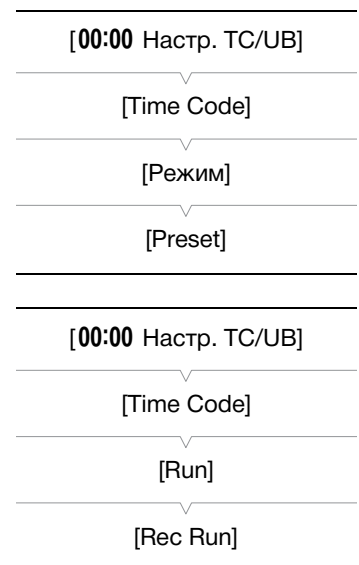 [00:00 Настр. TC/UB]
[Time Code]
[Режим]
[Preset]
[00:00 Настр. TC/UB]
[Time Code]
[Run]
[Rec Run]